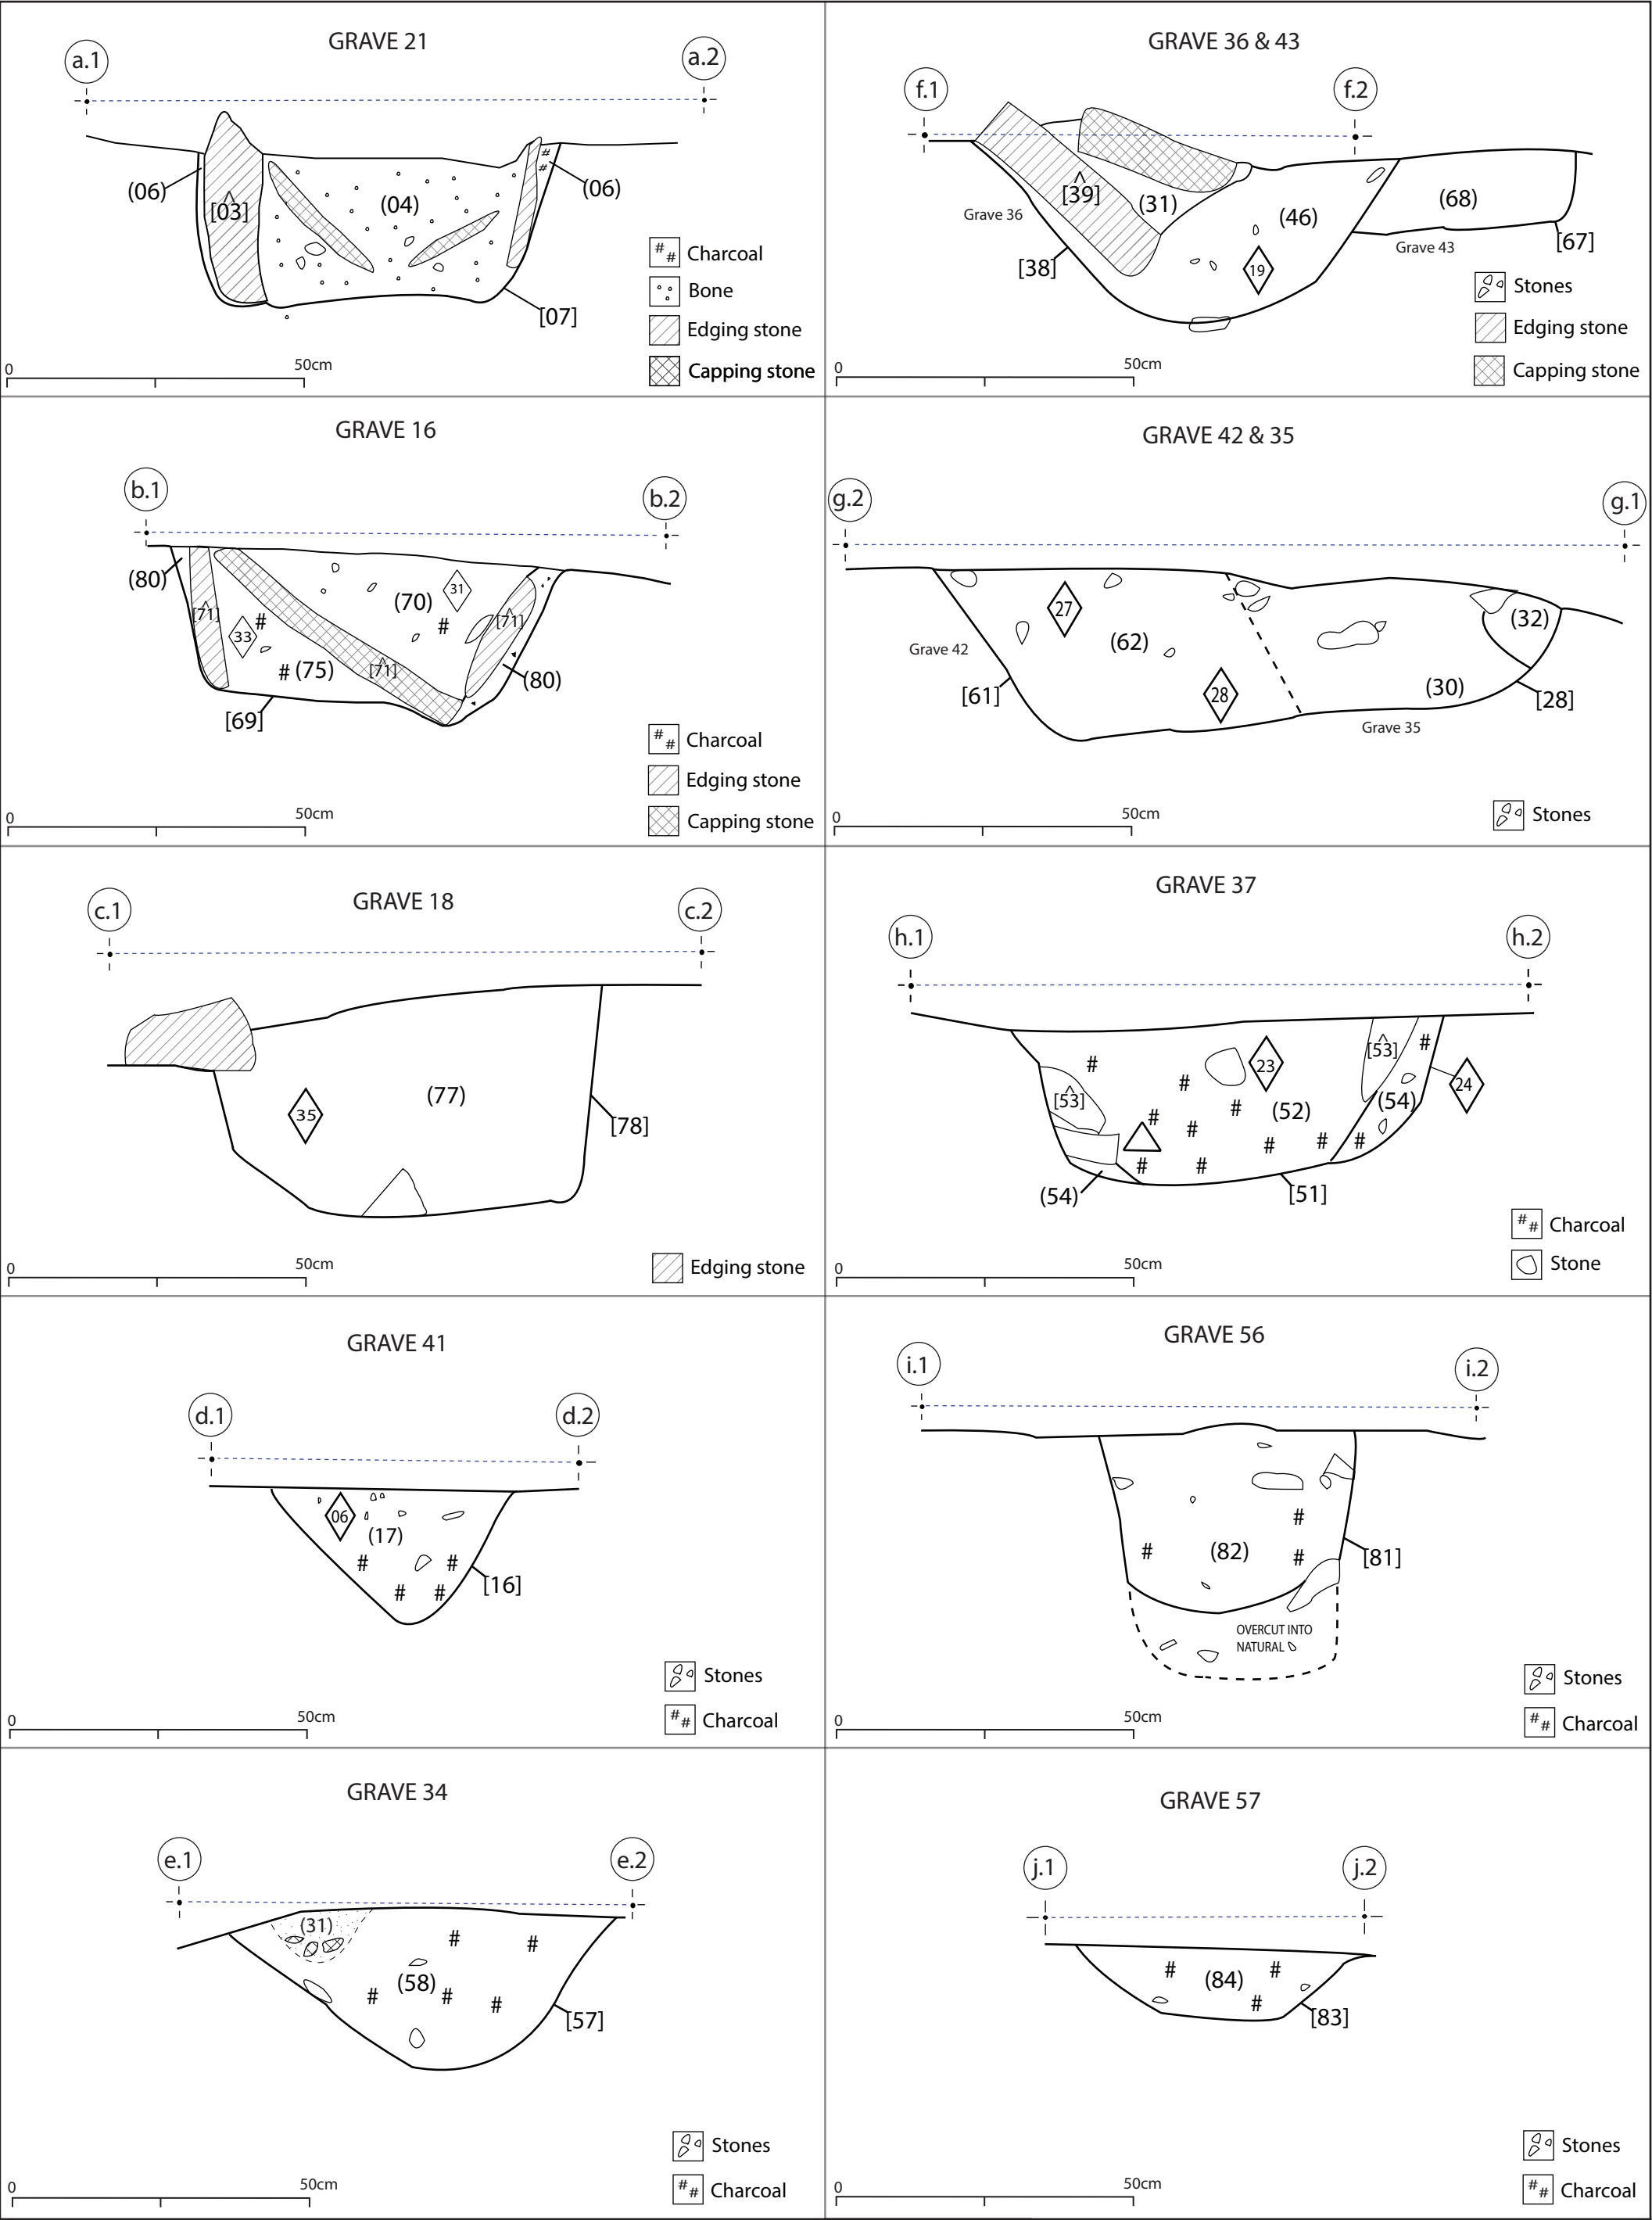 GRAVE 21
a.1
a.2
(06)
[03]
(04)
(06)
[07]
# # Charcoal
Bone
Edging stone
Capping stone
0 50cm
GRAVE 36 & 43
f.1
f.2
Grave 36
[39]
(31)
(46)
(68)
19
[38]
Grave 43
[67]
Stones
Edging stone
Capping stone
0 50cm
GRAVE 16
b.1
b.2
(80)
[71]
33
(70)
31
[71]
(75)
[71]
(80)
[69]
# # Charcoal
Edging stone
Capping stone
0 50cm
GRAVE 42 & 35
g.2
g.1
27
(62)
(32)
Grave 42
[61]
28
(30)
[28]
Grave 35
Stones
0 50cm
GRAVE 18
c.1
c.2
35
(77)
[78]
Edging stone
0 50cm
GRAVE 37
h.1
h.2
[53]
23
[53]
24
(52)
(54)
(54)
[51]
# # Charcoal
Stone
0 50cm
GRAVE 41
d.1
d.2
06
(17)
[16]
Stones
# # Charcoal
0 50cm
GRAVE 56
i.1
i.2
(82)
[81]
OVERCUT INTO
NATURAL
Stones
# # Charcoal
0 50cm
GRAVE 34
e.1
e.2
(31)
(58)
[57]
Stones
# # Charcoal
0 50cm
GRAVE 57
j.1
j.2
(84)
[83]
Stones
# # Charcoal
0 50cm